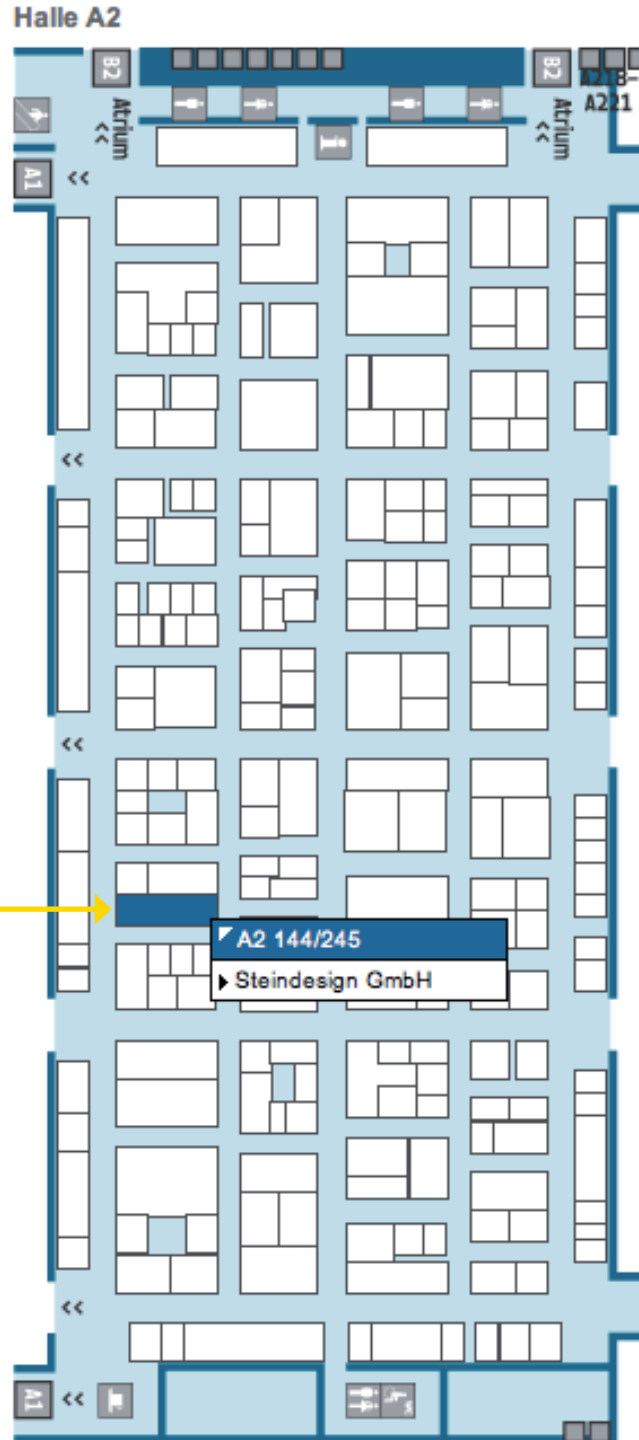 Halle A2
B2
B2
A218-
A221
Atrium
Atrium
<<
<<
A1
<<
<<
<<
A2 144/245
Steindesign GmbH
<<
A1
<<